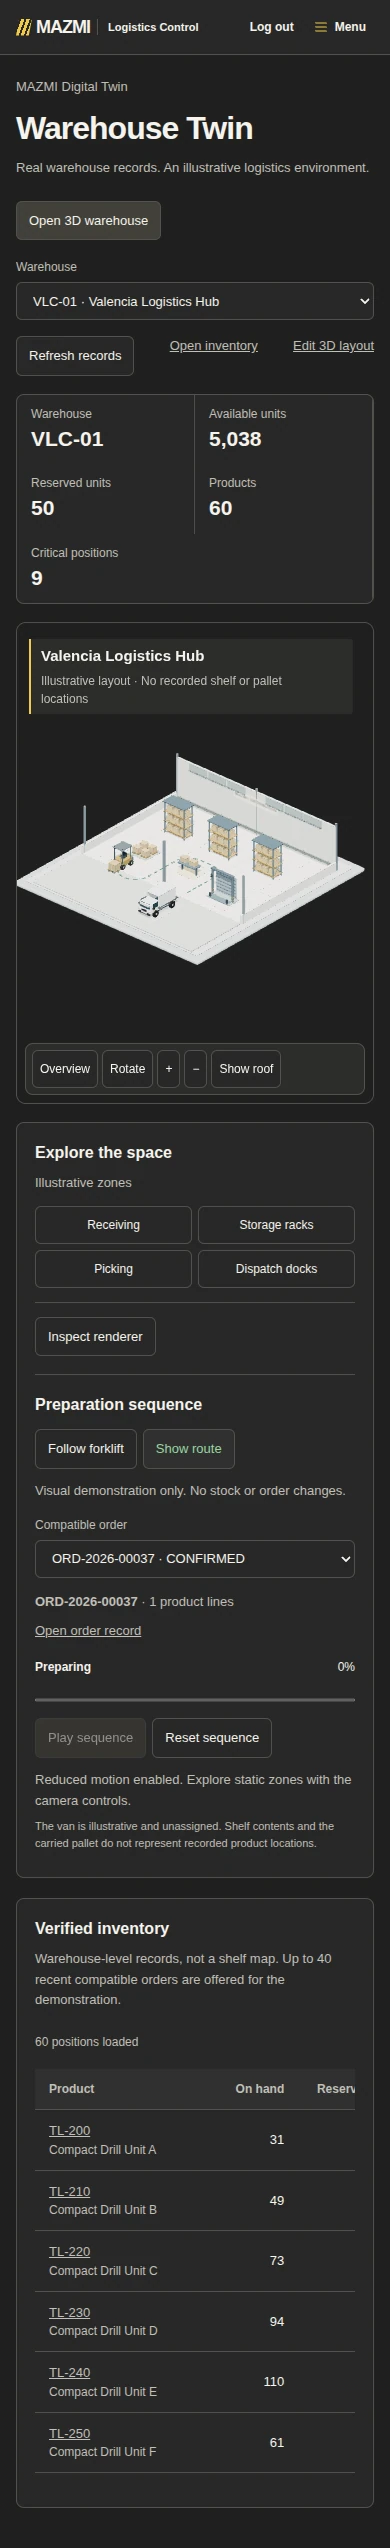 MAZMI
Logistics Control
Log out
Menu
MAZMI Digital Twin
Warehouse Twin
Real warehouse records. An illustrative logistics environment.
Open 3D warehouse
Warehouse
VLC-01 · Valencia Logistics Hub
Refresh records
Open inventory
Edit 3D layout
Warehouse
VLC-01
Available units
5,038
Reserved units
50
Products
60
Critical positions
9
Valencia Logistics Hub
Illustrative layout · No recorded shelf or pallet
locations
Overview
Rotate
+
−
Show roof
Explore the space
Illustrative zones
Receiving
Storage racks
Picking
Dispatch docks
Inspect renderer
Preparation sequence
Follow forklift
Show route
Visual demonstration only. No stock or order changes.
Compatible order
ORD-2026-00037 · CONFIRMED
ORD-2026-00037 · 1 product lines
Open order record
Preparing
0%
Play sequence
Reset sequence
Reduced motion enabled. Explore static zones with the
camera controls.
The van is illustrative and unassigned. Shelf contents and the
carried pallet do not represent recorded product locations.
Verified inventory
Warehouse-level records, not a shelf map. Up to 40
recent compatible orders are offered for the
demonstration.
60 positions loaded
Product On hand Reserv
TL-200
Compact Drill Unit A
31
TL-210
Compact Drill Unit B
49
TL-220
Compact Drill Unit C
73
TL-230
Compact Drill Unit D
94
TL-240
Compact Drill Unit E
110
TL-250
Compact Drill Unit F
61